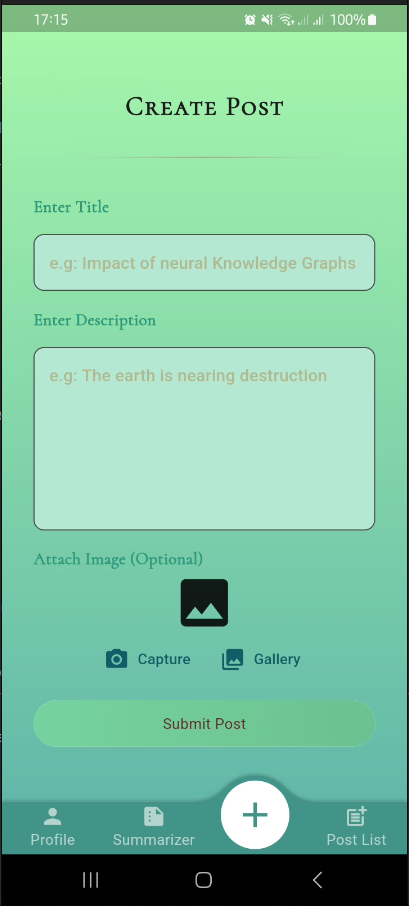 17:15 100%
Create Post
Enter Title
e.g: Impact of neural Knowledge Graphs
Enter Description
e.g: The earth is nearing destruction
Attach Image (Optional)
Capture Gallery
Submit Post
Profile Summarizer Post List